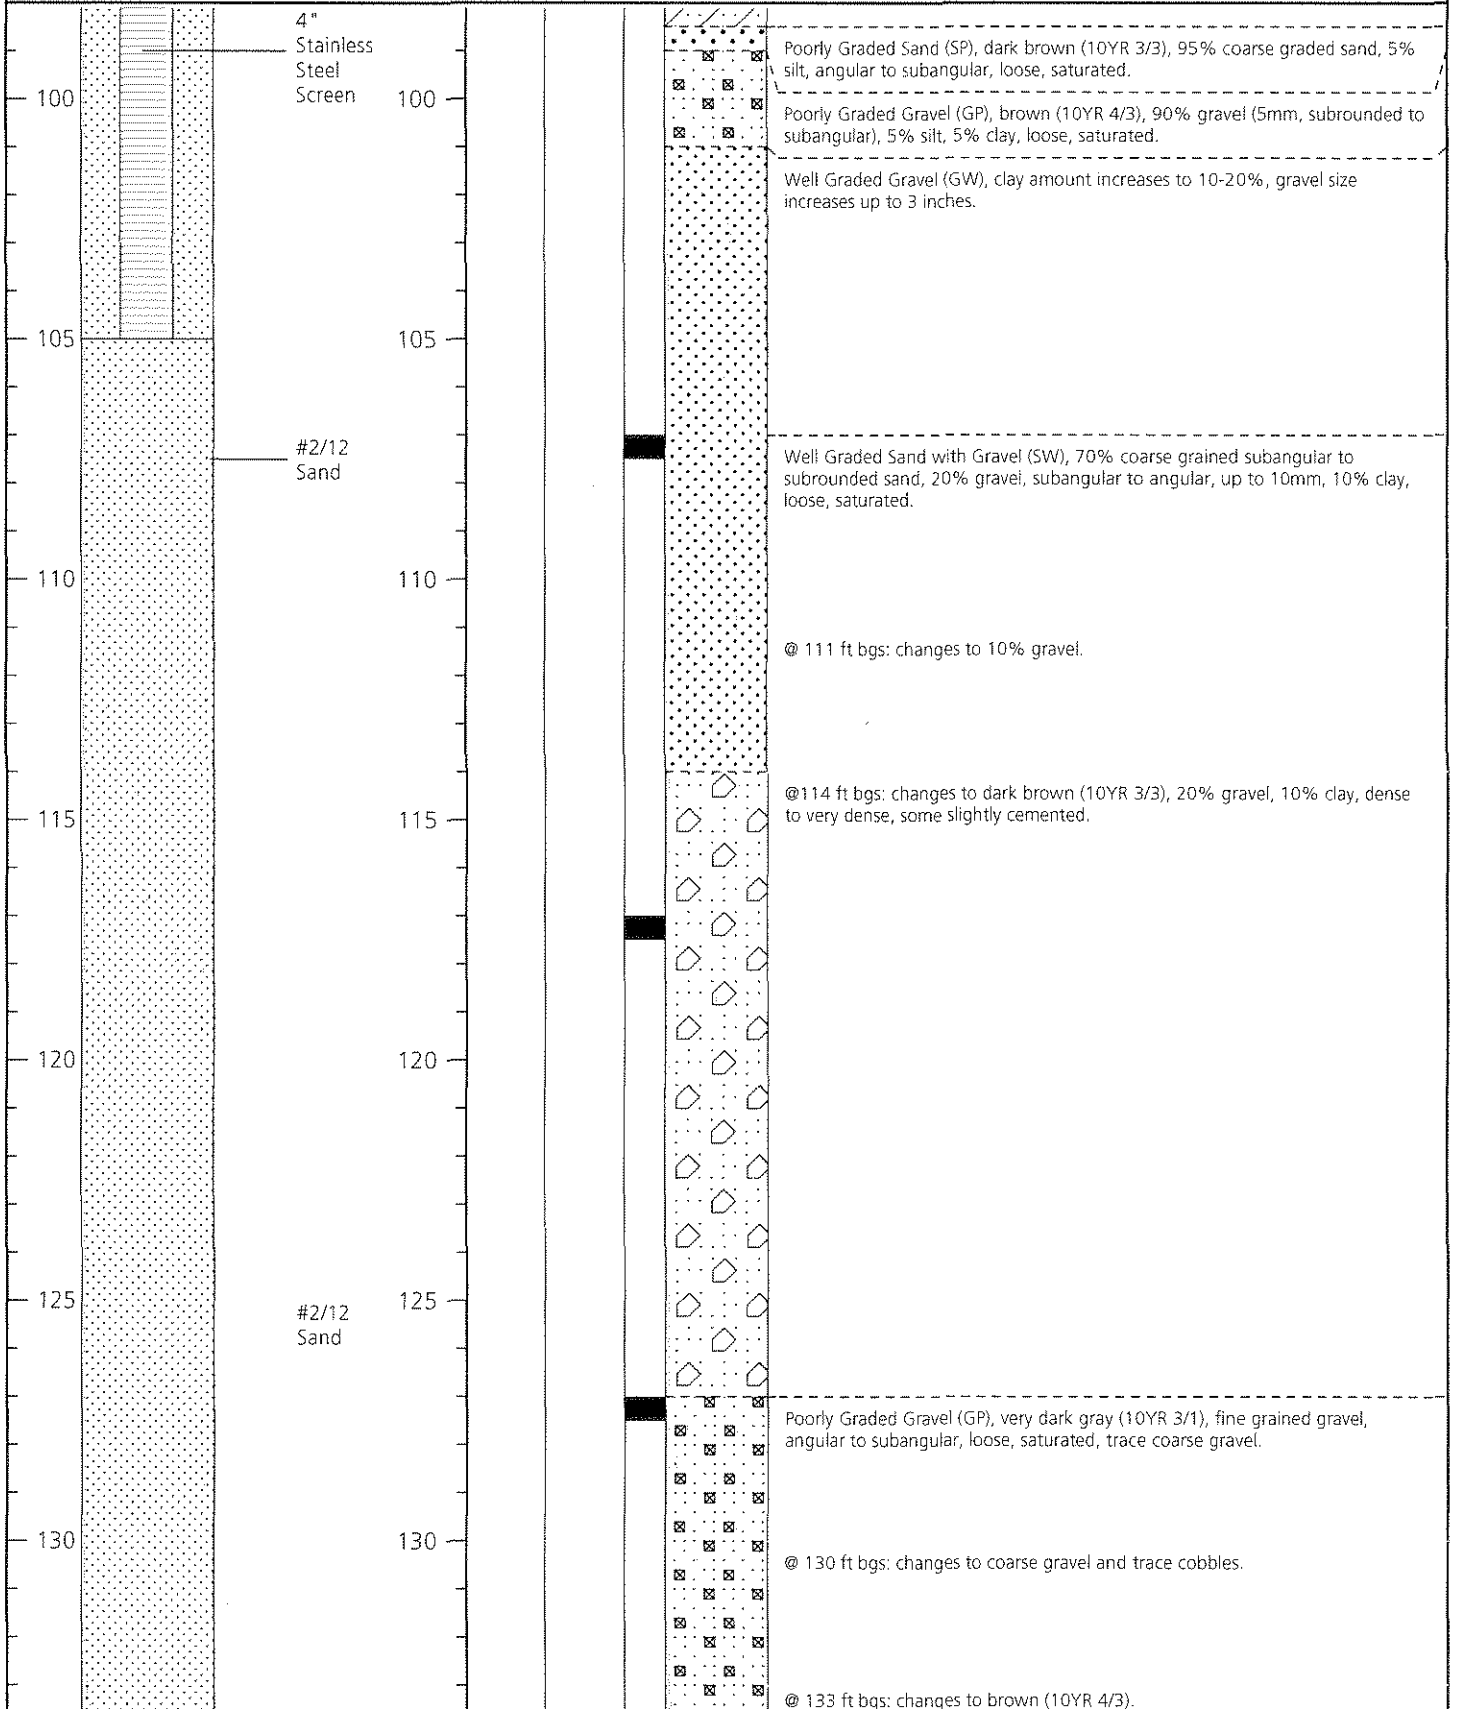 4"
Stainless
Steel
Screen
Poorly Graded Sand (SP), dark brown (10YR 3/3), 95% coarse graded sand, 5%
silt, angular to subangular, loose, saturated.
100
100
Poorly Graded Gravel (GP), brown (10YR 4/3), 90% gravel (5mm, subrounded to
subangular), 5% silt, 5% clay, loose, saturated.
Well Graded Gravel (GW), clay amount increases to 10-20%, gravel size
increases up to 3 inches.
105
105
#2/12
Sand
Well Graded Sand with Gravel (SW), 70% coarse grained subangular to
subrounded sand, 20% gravel, subangular to angular, up to 10mm, 10% clay,
loose, saturated.
110
110
@ 111 ft bgs: changes to 10% gravel.
@114 ft bgs: changes to dark brown (10YR 3/3), 20% gravel, 10% clay, dense
to very dense, some slightly cemented.
115
115
120
120
125
125
#2/12
Sand
Poorly Graded Gravel (GP), very dark gray (10YR 3/1), fine grained gravel,
angular to subangular, loose, saturated, trace coarse gravel.
130
130
@ 130 ft bgs: changes to coarse gravel and trace cobbles.
@ 133 ft bgs: changes to brown (10YR 4/3).